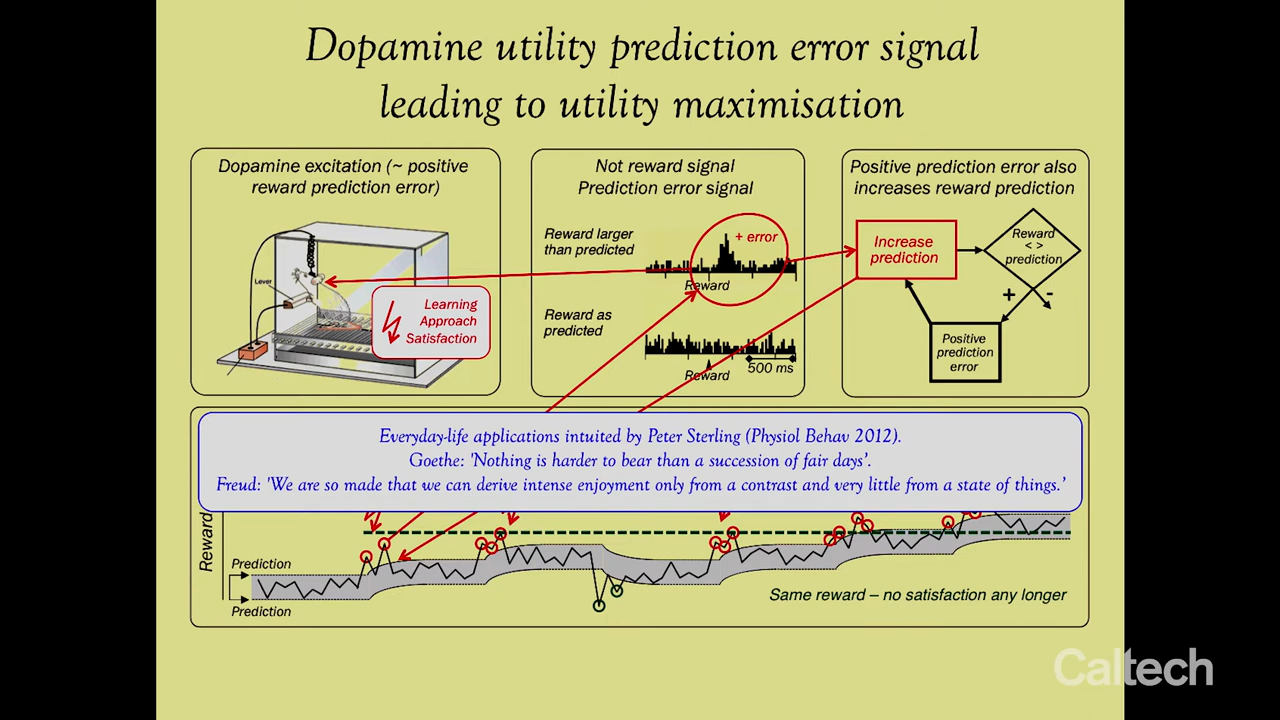 Dopamine utility prediction error signal
leading to utility maximisation
Dopamine excitation (~ positive
reward prediction error)
Lever
Learning
Approach
Satisfaction
Not reward signal
Prediction error signal
Reward larger
than predicted
+ error
Reward
Reward as
predicted
Reward
500 ms
Positive prediction error also
increases reward prediction
Increase
prediction
Reward
< >
prediction
+
-
Positive
prediction
error
Everyday-life applications intuited by Peter Sterling (Physiol Behav 2012).
Goethe: 'Nothing is harder to bear than a succession of fair days'.
Freud: 'We are so made that we can derive intense enjoyment only from a contrast and very little from a state of things.'
Reward
Prediction
Prediction
Same reward – no satisfaction any longer
Caltech